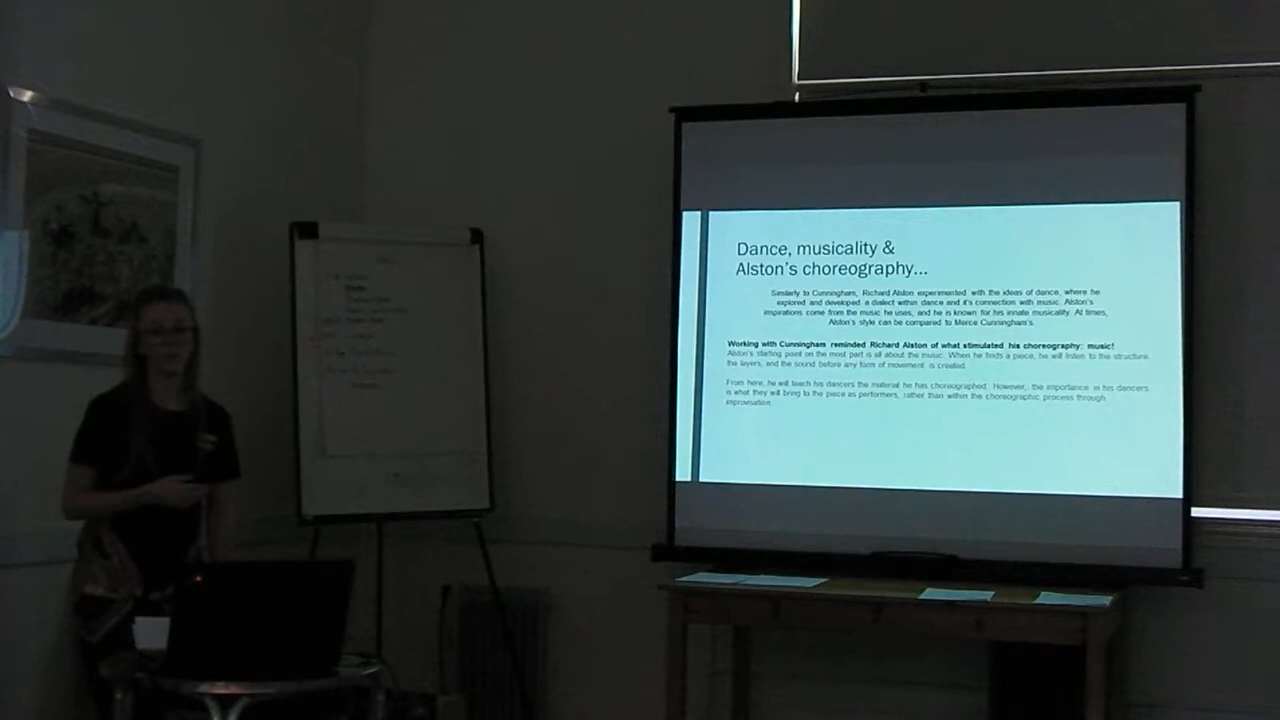 Dance, musicality &
Alston's choreography...
Similarly to Cunningham, Richard Alston experimented with the ideas of dance, where he
explored and developed a dialect within dance and it's connection with music. Alston's
inspirations come from the music he uses, and he is known for his innate musicality. At times,
Alston's style can be compared to Merce Cunningham's.
Working with Cunningham reminded Richard Alston of what stimulated his choreography: music!
Alston's starting point on the most part is all about the music. When he finds a piece, he will listen to the structure,
the layers, and the sound before any form of movement is created.
From here, he will teach his dancers the material he has choreographed. However, the importance in his dancers
is what they will bring to the piece as performers, rather than within the choreographic process through
improvisation.